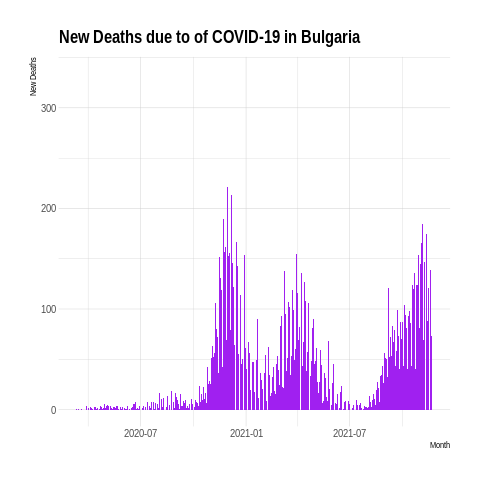 New Deaths due to of COVID-19 in Bulgaria
New Deaths
300
200
100
0
2020-07 2021-01 2021-07
Month